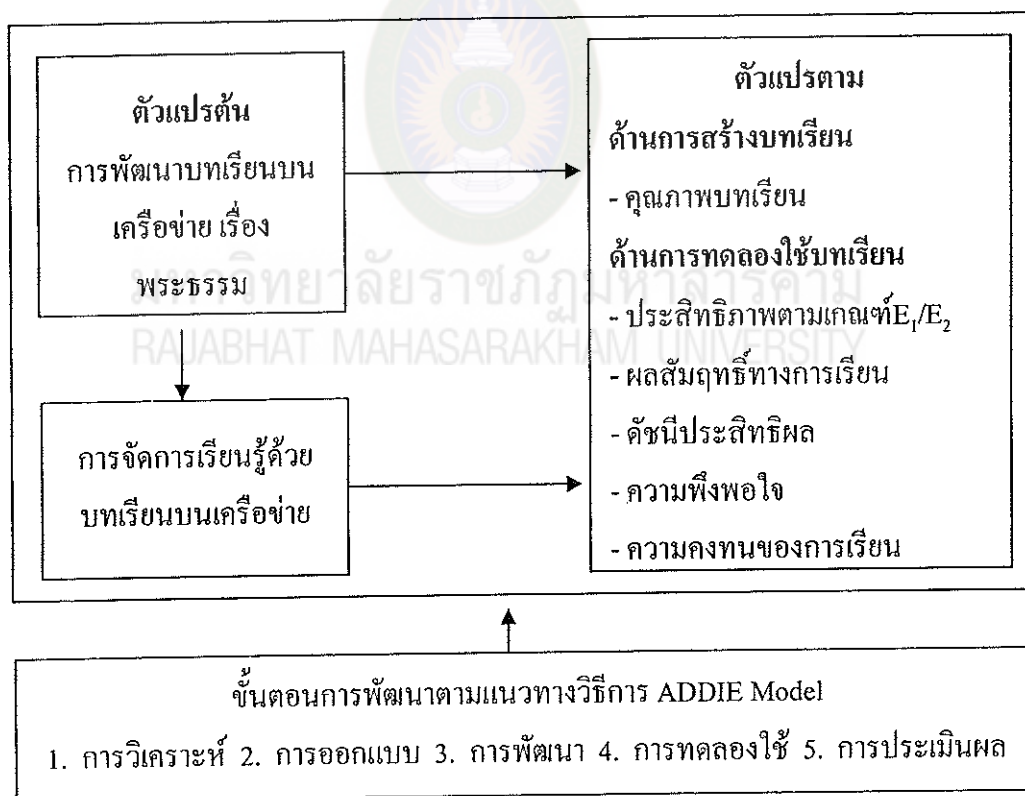 ตัวแปรต้น
การพัฒนาบทเรียนบน
เครือข่าย เรื่อง
พระธรรม
การจัดการเรียนรู้ด้วย
บทเรียนบนเครือข่าย
ตัวแปรตาม
ด้านการสร้างบทเรียน
- คุณภาพบทเรียน
ด้านการทดลองใช้บทเรียน
- ประสิทธิภาพตามเกณฑ์E₁/E₂
- ผลสัมฤทธิ์ทางการเรียน
- ดัชนีประสิทธิผล
- ความพึงพอใจ
- ความคงทนของการเรียน
มหาวิทยาลัยราชภัฏมหาสารคาม
RAJABHAT MAHASARAKHAM UNIVERSITY
ขั้นตอนการพัฒนาตามแนวทางวิธีการ ADDIE Model
1. การวิเคราะห์ 2. การออกแบบ 3. การพัฒนา 4. การทดลองใช้ 5. การประเมินผล